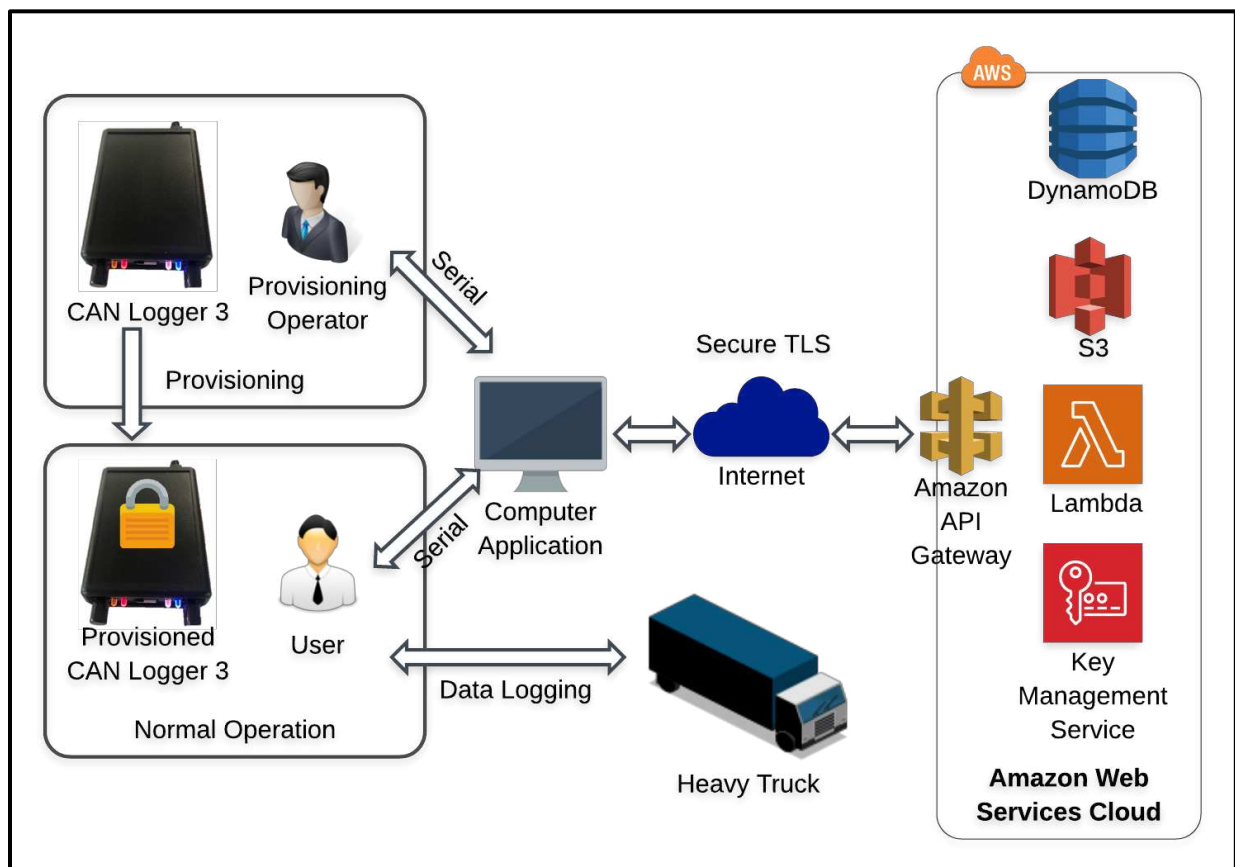 AWS
DynamoDB
S3
Lambda
Key
Management
Service
Amazon Web
Services Cloud
CAN Logger 3
Provisioning
Operator
Serial
Provisioning
Secure TLS
Internet
Amazon
API
Gateway
Computer
Application
Serial
Provisioned
CAN Logger 3
User
Data Logging
Normal Operation
Heavy Truck